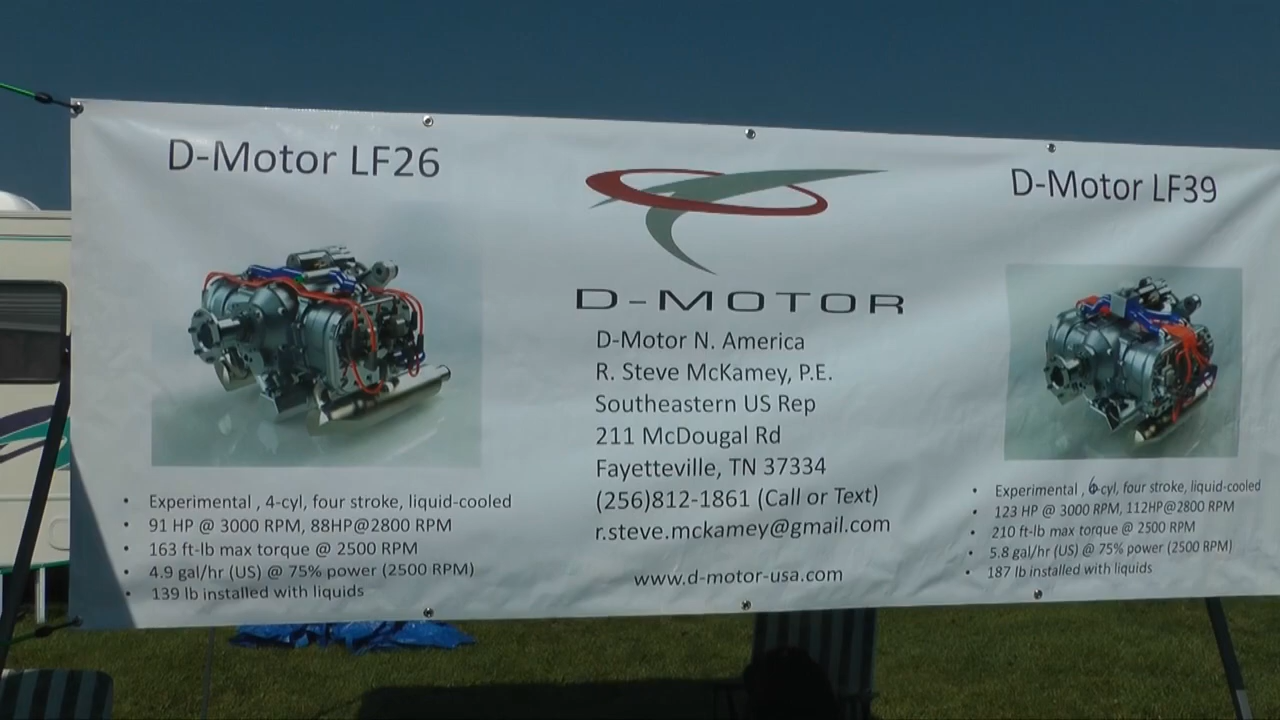 D-Motor LF26
• Experimental , 4-cyl, four stroke, liquid-cooled
• 91 HP @ 3000 RPM, 88HP@2800 RPM
• 163 ft-lb max torque @ 2500 RPM
• 4.9 gal/hr (US) @ 75% power (2500 RPM)
• 139 lb installed with liquids
D-MOTOR
D-Motor N. America
R. Steve McKamey, P.E.
Southeastern US Rep
211 McDougal Rd
Fayetteville, TN 37334
(256)812-1861 (Call or Text)
r.steve.mckamey@gmail.com
www.d-motor-usa.com
D-Motor LF39
• Experimental , 6-cyl, four stroke, liquid-cooled
• 123 HP @ 3000 RPM, 112HP@2800 RPM
• 210 ft-lb max torque @ 2500 RPM
• 5.8 gal/hr (US) @ 75% power (2500 RPM)
• 187 lb installed with liquids